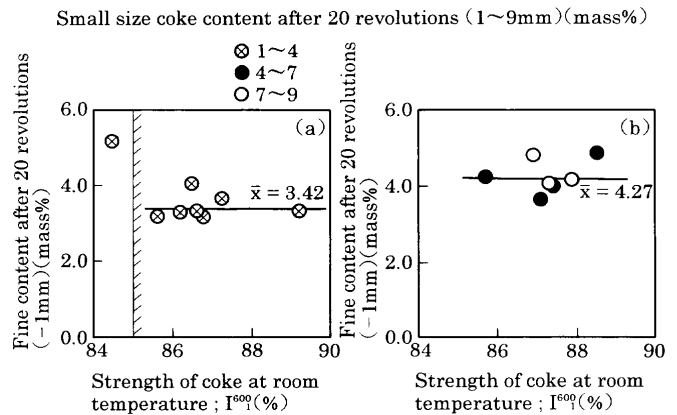 Small size coke content after 20 revolutions (1~9mm)(mass%)
⊗ 1~4
● 4~7
○ 7~9
Fine content after 20 revolutions
(−1mm)(mass%)
6.0
4.0
2.0
0.0
(a)
x̄ = 3.42
84 86 88 90
Strength of coke at room
temperature ; I⁶⁰⁰₁(%)
Fine content after 20 revolutions
(−1mm)(mass%)
6.0
4.0
2.0
0.0
(b)
x̄ = 4.27
84 86 88 90
Strength of coke at room
temperature ; I⁶⁰⁰₁(%)